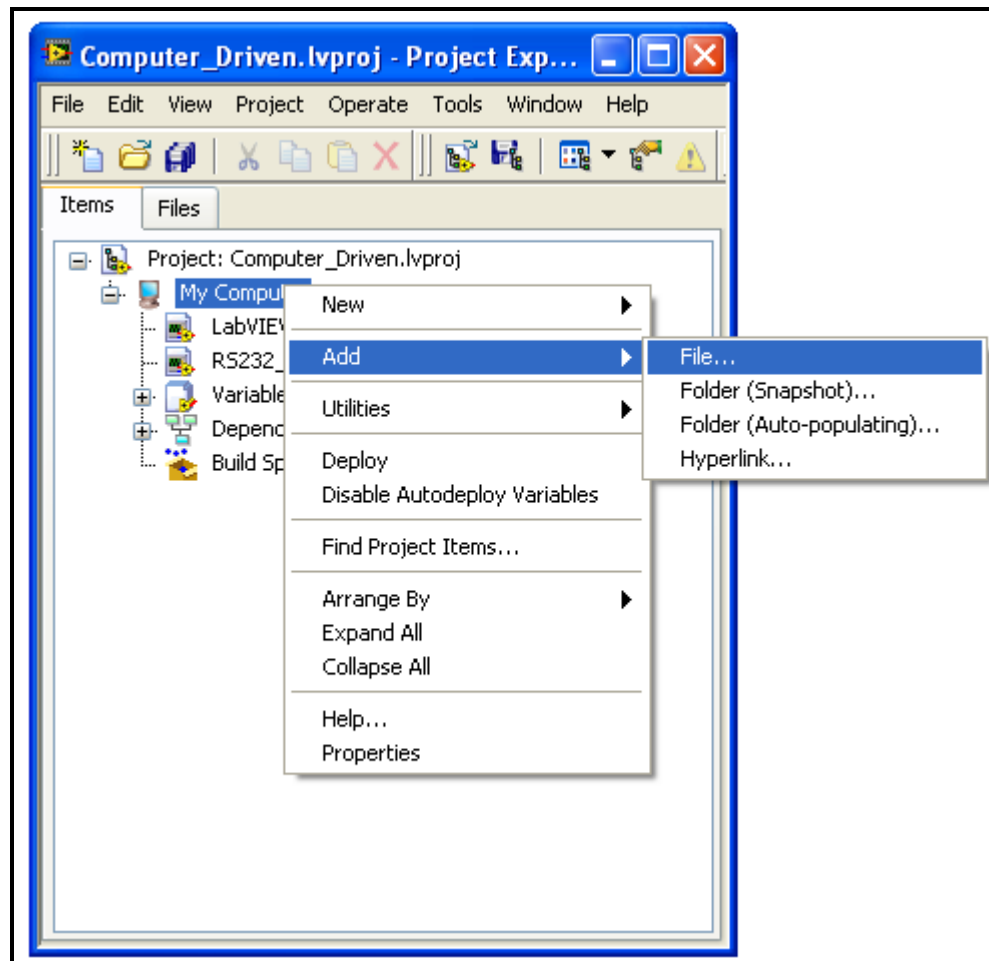 Computer_Driven.lvproj - Project Exp...
File Edit View Project Operate Tools Window Help
Items Files
Project: Computer_Driven.lvproj
My Compu
LabVIEW
RS232_
Variable
Depend
Build Sp
New
Add
Utilities
Deploy
Disable Autodeploy Variables
Find Project Items...
Arrange By
Expand All
Collapse All
Help...
Properties
File...
Folder (Snapshot)...
Folder (Auto-populating)...
Hyperlink...